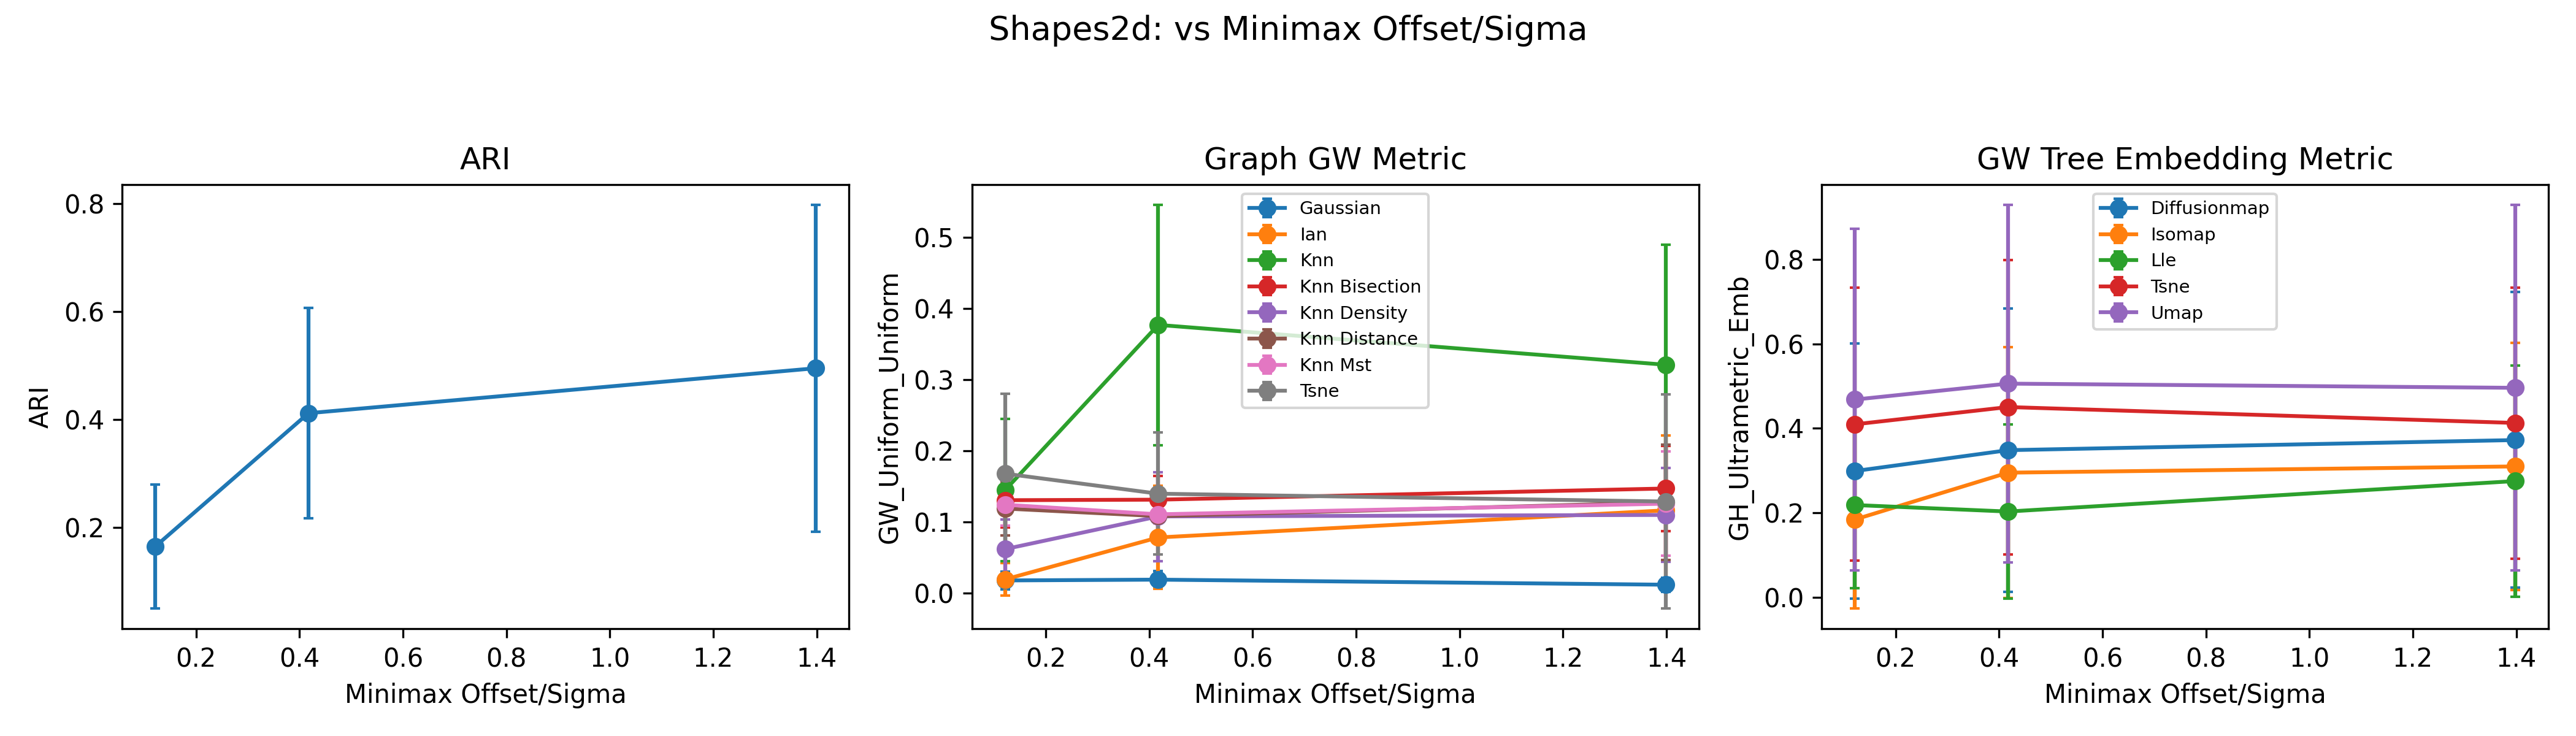 Shapes2d: vs Minimax Offset/Sigma
ARI
ARI
0.8
0.6
0.4
0.2
0.2 0.4 0.6 0.8 1.0 1.2 1.4
Minimax Offset/Sigma
Graph GW Metric
GW_Uniform_Uniform
0.5
0.4
0.3
0.2
0.1
0.0
Gaussian
Ian
Knn
Knn Bisection
Knn Density
Knn Distance
Knn Mst
Tsne
0.2 0.4 0.6 0.8 1.0 1.2 1.4
Minimax Offset/Sigma
GW Tree Embedding Metric
GH_Ultrametric_Emb
0.8
0.6
0.4
0.2
0.0
Diffusionmap
Isomap
Lle
Tsne
Umap
0.2 0.4 0.6 0.8 1.0 1.2 1.4
Minimax Offset/Sigma